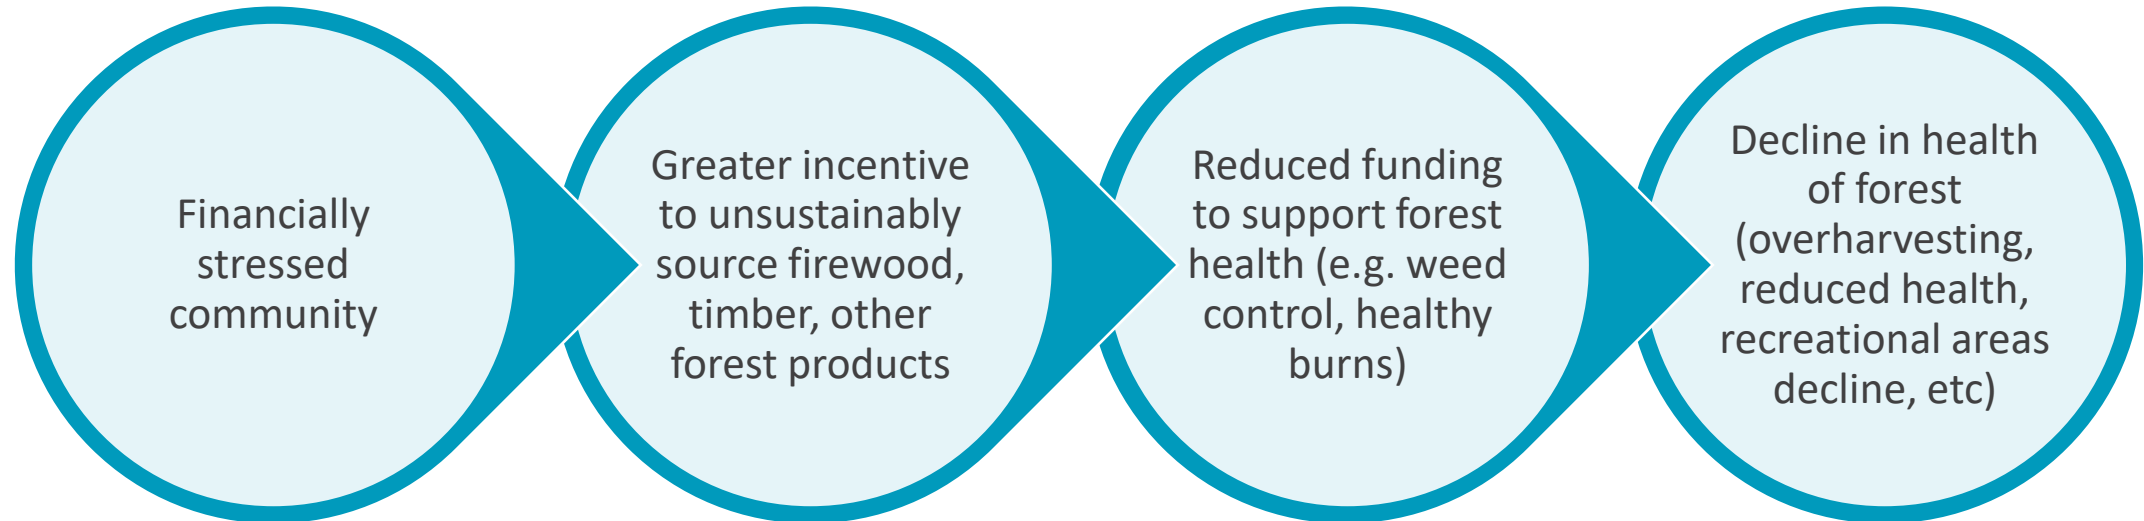 Financially
stressed
community
Greater incentive
to unsustainably
source firewood,
timber, other
forest products
Reduced funding
to support forest
health (e.g. weed
control, healthy
burns)
Decline in health
of forest
(overharvesting,
reduced health,
recreational areas
decline, etc)